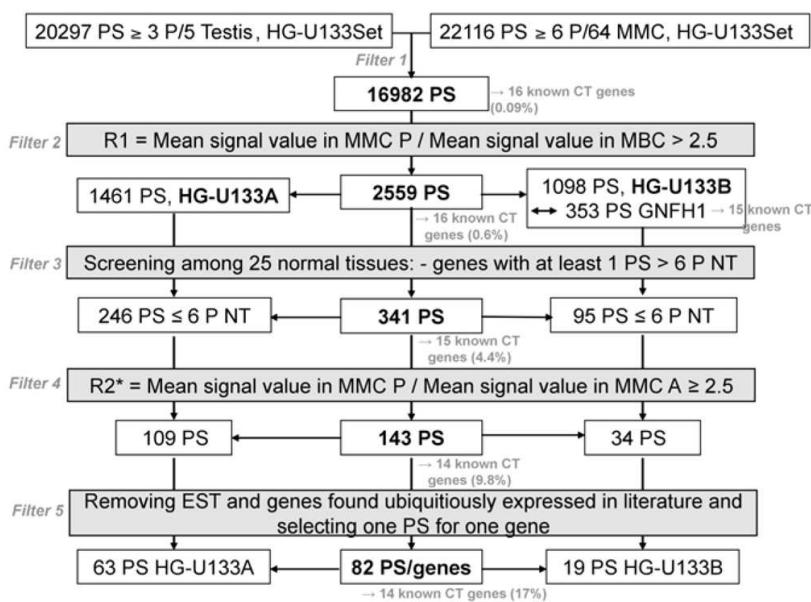 20297 PS ≥ 3 P/5 Testis, HG-U133Set
22116 PS ≥ 6 P/64 MMC, HG-U133Set
Filter 1
16982 PS
→ 16 known CT genes
(0.09%)
Filter 2
R1 = Mean signal value in MMC P / Mean signal value in MBC > 2.5
1461 PS, HG-U133A
2559 PS
1098 PS, HG-U133B
353 PS GNFH1
→ 15 known CT
genes
→ 16 known CT
genes (0.6%)
Filter 3
Screening among 25 normal tissues: - genes with at least 1 PS > 6 P NT
246 PS ≤ 6 P NT
341 PS
95 PS ≤ 6 P NT
→ 15 known CT
genes (4.4%)
Filter 4
R2* = Mean signal value in MMC P / Mean signal value in MMC A ≥ 2.5
109 PS
143 PS
34 PS
→ 14 known CT
genes (9.8%)
Filter 5
Removing EST and genes found ubiquitiously expressed in literature and
selecting one PS for one gene
63 PS HG-U133A
82 PS/genes
19 PS HG-U133B
→ 14 known CT genes (17%)